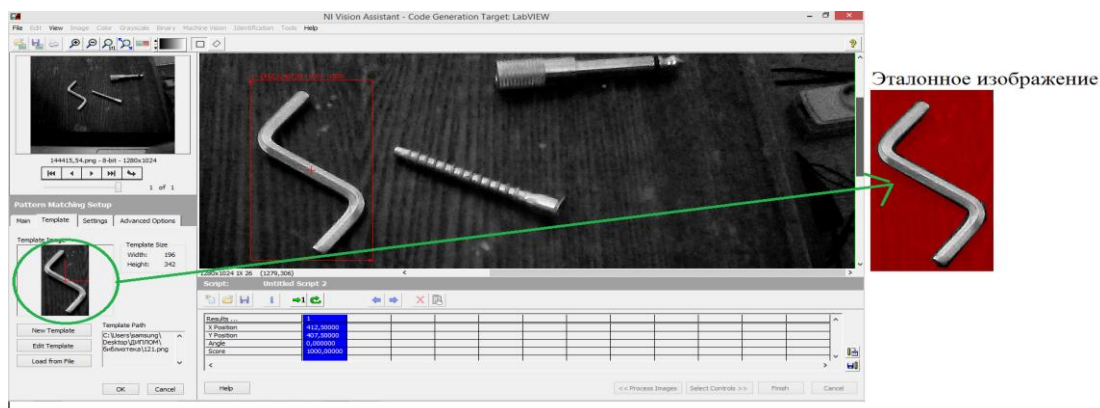 NI Vision Assistant - Code Generation Target: LabVIEW
File Edit View Image Color Grayscale Binary Machine Vision Identification Tools Help
144415,54.png - 8-bit - 1280x1024
1 of 1
Pattern Matching Setup
Main Template Settings Advanced Options
Template Image
Template Size
Width: 196
Height: 342
New Template
Edit Template
Load from File
Template Path
C:\Users\samsung\
Desktop\ДИПЛОМ\
библиотека\121.png
OK Cancel
1280x1024 1X 26 (1279,306)
Script: Untitled Script 2
Results ... 1
X Position 412,50000
Y Position 407,50000
Angle 0,000000
Score 1000,00000
Help << Process Images Select Controls >> Finish Cancel
Эталонное изображение